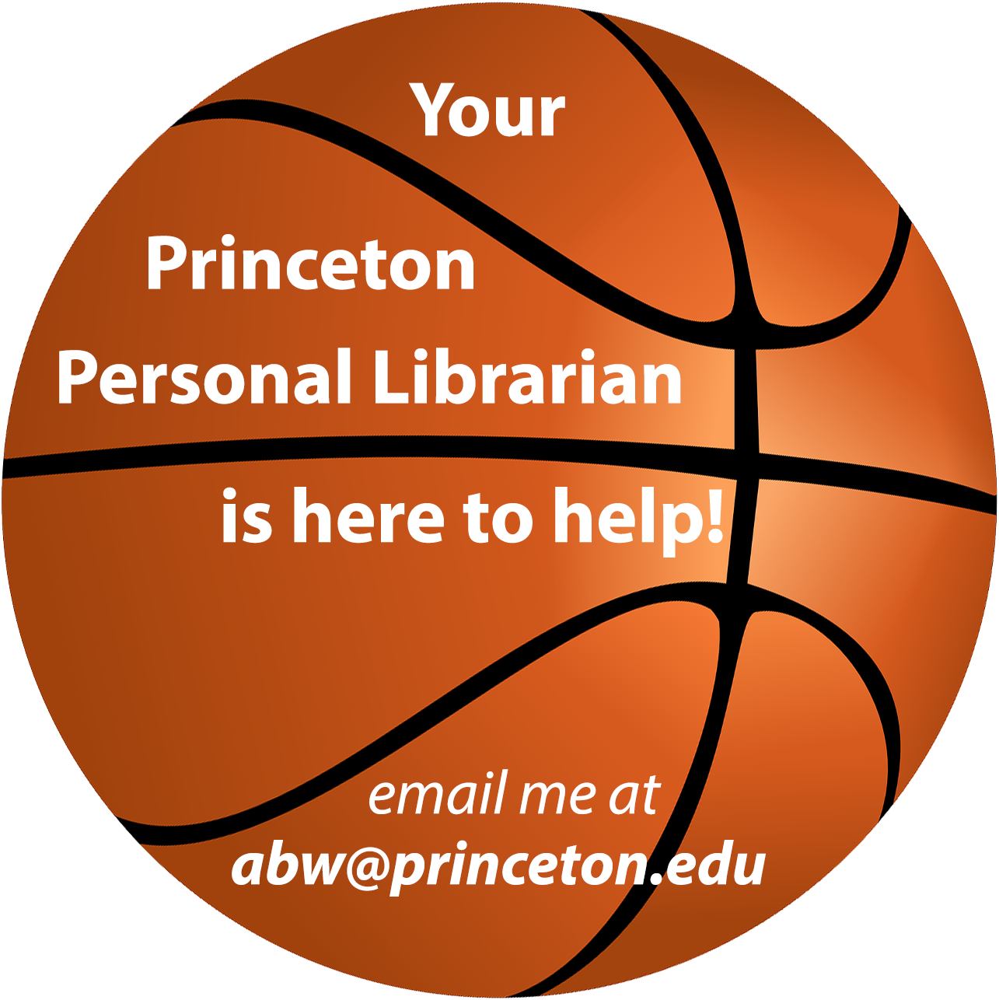 Your
Princeton
Personal Librarian
is here to help!
email me at
abw@princeton.edu